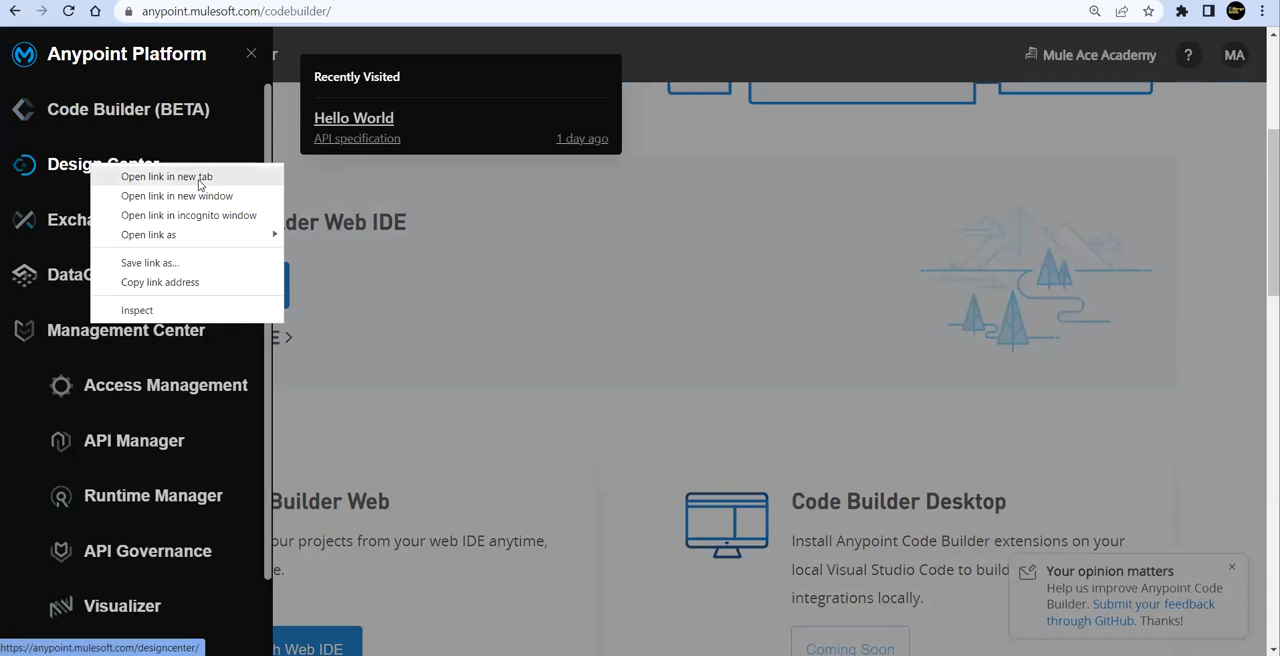 anypoint.mulesoft.com/codebuilder/
Anypoint Platform
Mule Ace Academy
?
MA
Recently Visited
Code Builder (BETA)
Hello World
API specification
1 day ago
Design Center
Open link in new tab
Open link in new window
Open link in incognito window
Open link as
Save link as...
Copy link address
Inspect
Management Center
Access Management
API Manager
Runtime Manager
API Governance
Visualizer
Web IDE
Builder Web
Code Builder Desktop
your projects from your web IDE anytime,
Install Anypoint Code Builder extensions on your
local Visual Studio Code to build
integrations locally.
Web IDE
Coming Soon
Your opinion matters
Help us improve Anypoint Code
Builder. Submit your feedback
through GitHub. Thanks!
https://anypoint.mulesoft.com/designcenter/